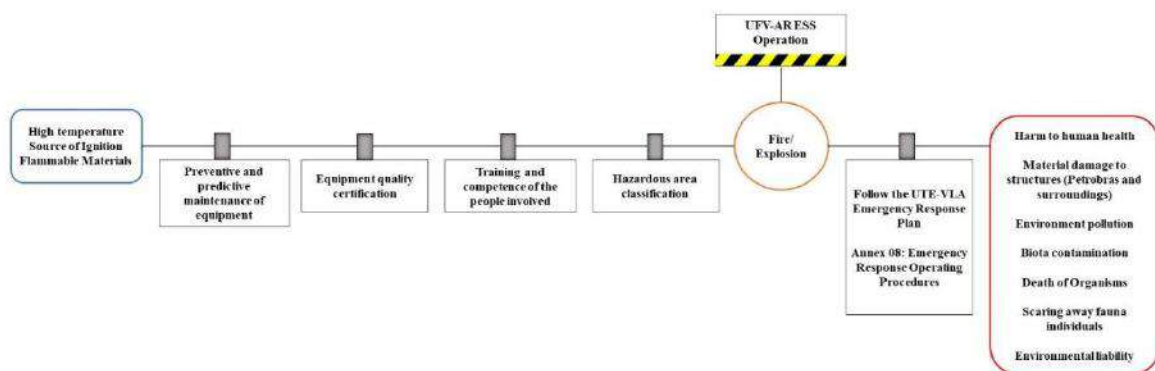 UFV-AR ESS
Operation
High temperature
Source of Ignition
Flammable Materials
Preventive and
predictive
maintenance of
equipment
Equipment quality
certification
Training and
competence of the
people involved
Hazardous area
classification
Fire/
Explosion
Follow the UTE-VLA
Emergency Response
Plan
Annex 08: Emergency
Response Operating
Procedures
Harm to human health
Material damage to
structures (Petrobras and
surroundings)
Environment pollution
Biota contamination
Death of Organisms
Scaring away fauna
individuals
Environmental liability